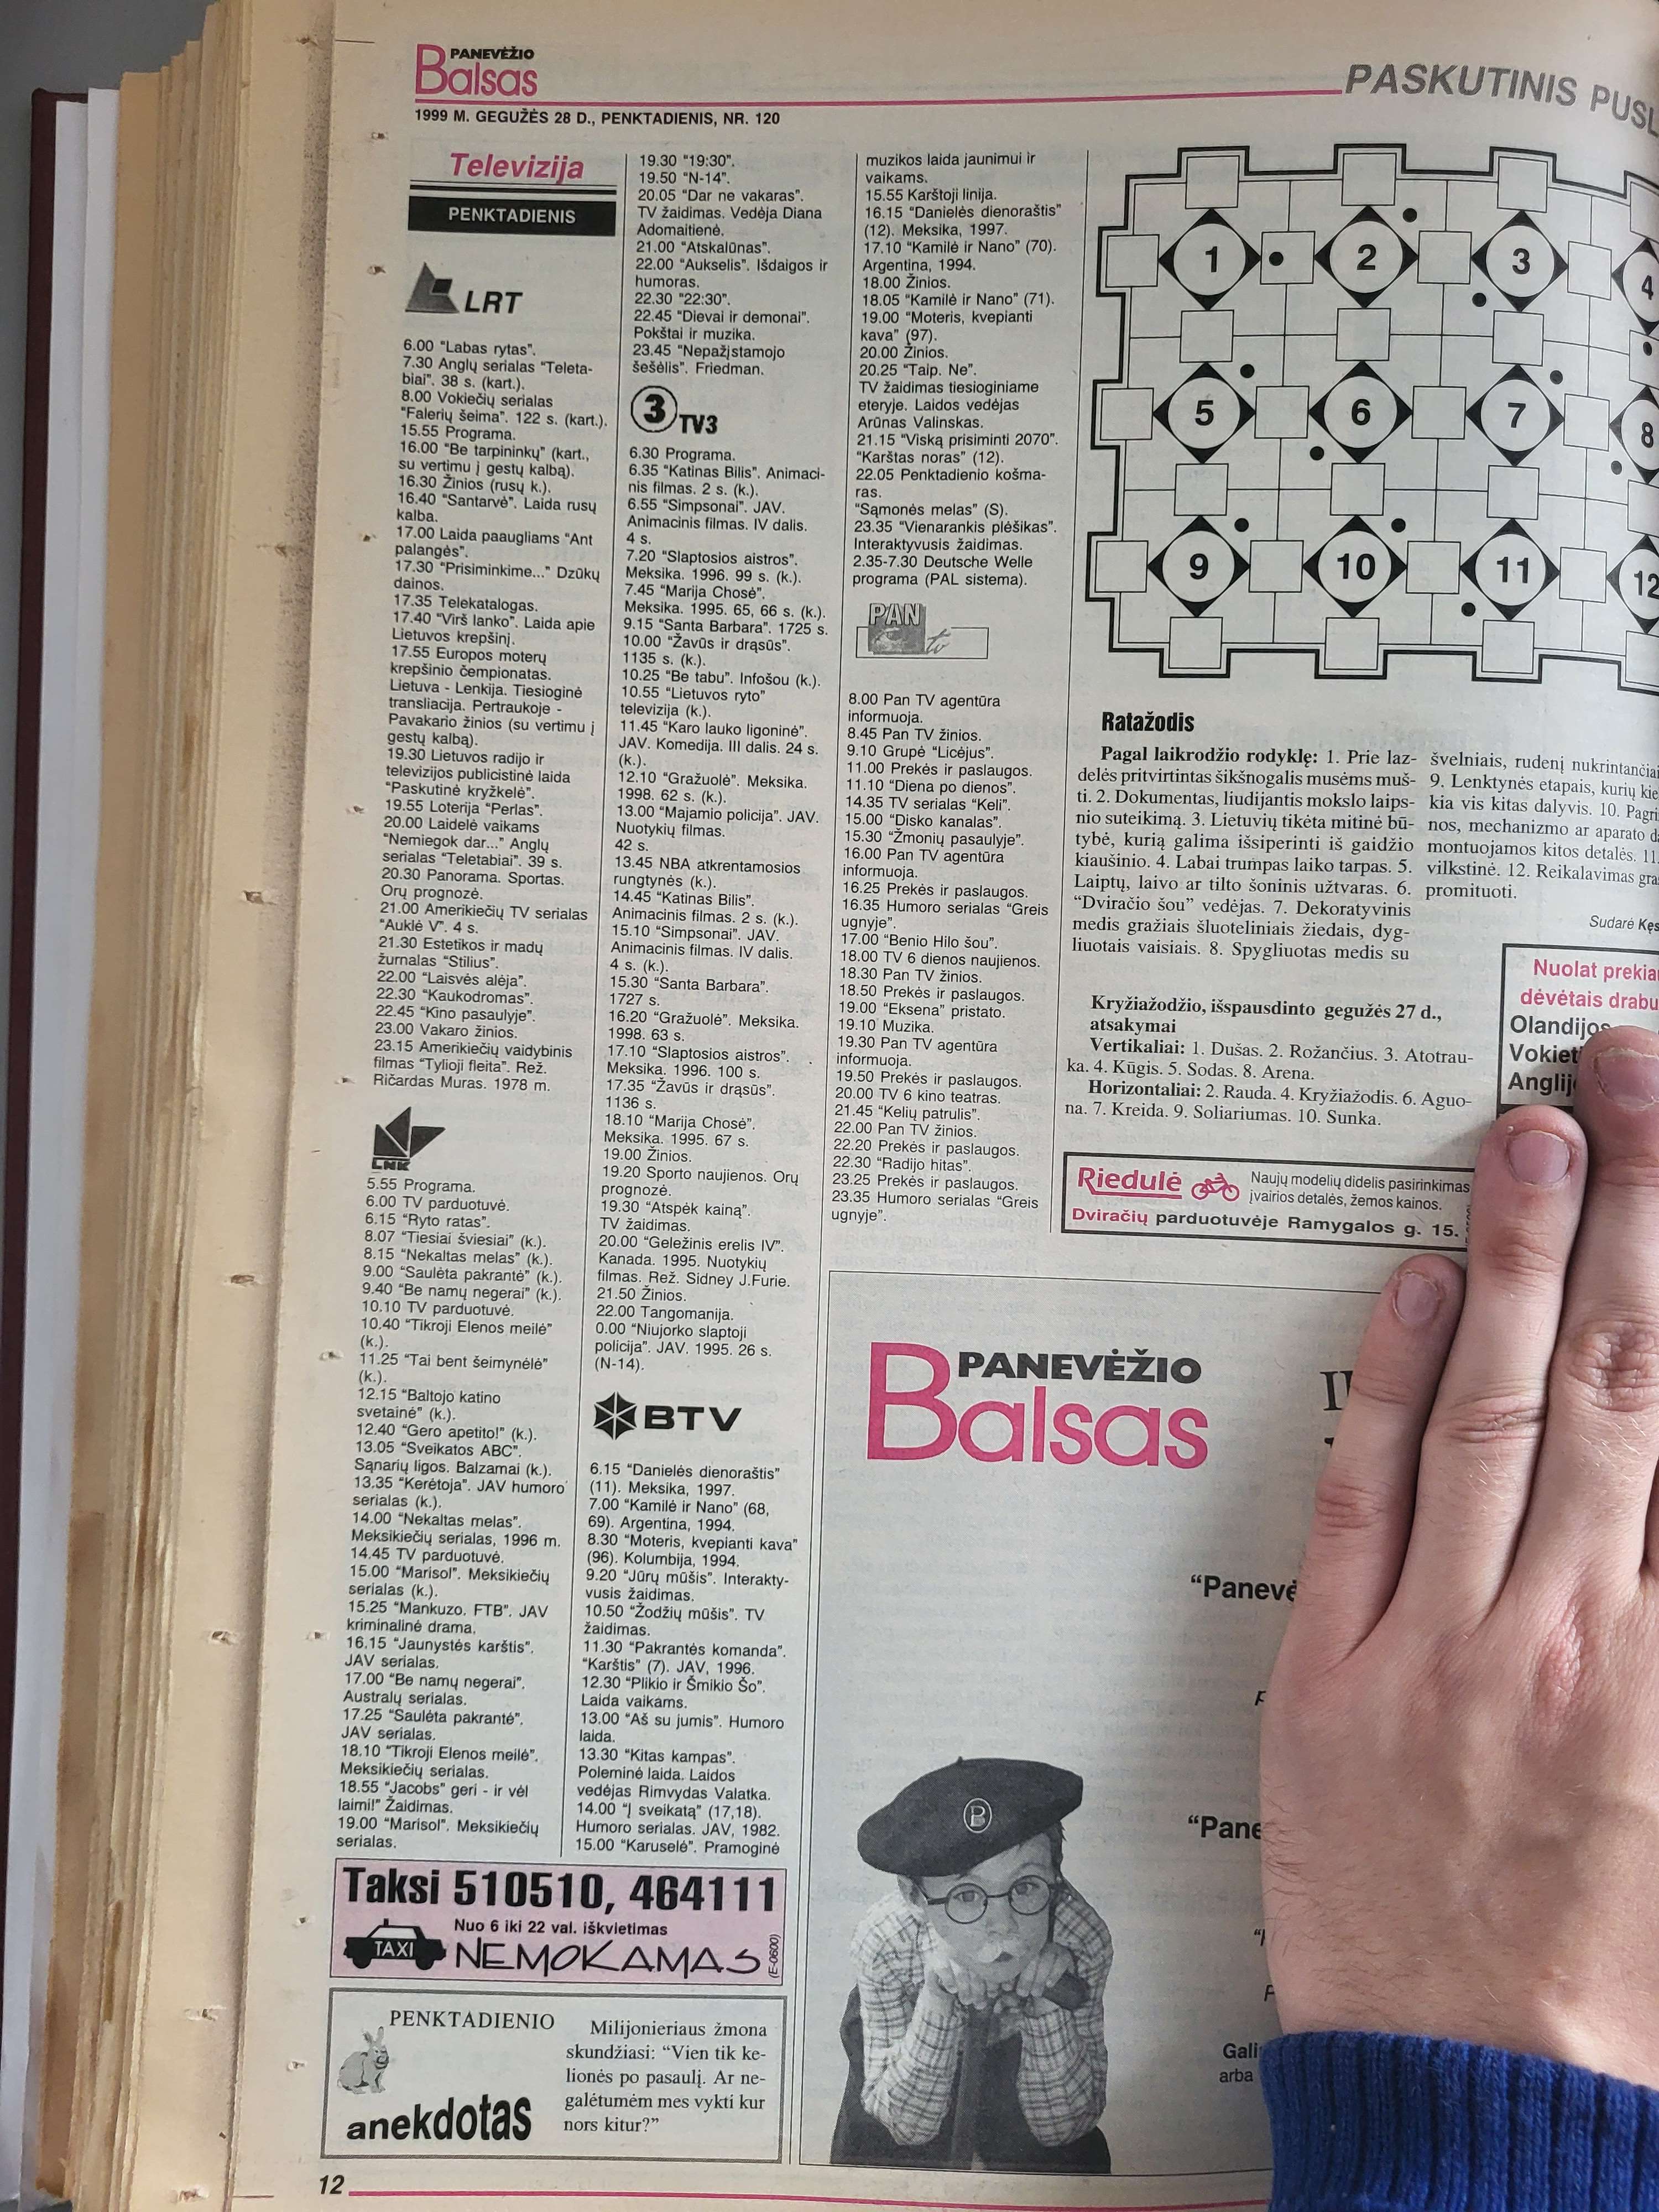 PANEVĖŽIO
Balsas
PASKUTINIS PUSL
1999 M. GEGUŽĖS 28 D., PENKTADIENIS, NR. 120
Televizija
PENKTADIENIS
LRT
6.00 “Labas rytas”.
7.30 Anglų serialas “Teleta-
biai”. 38 s. (kart.).
8.00 Vokiečių serialas
“Falerių šeima”. 122 s. (kart.).
15.55 Programa.
16.00 “Be tarpininkų” (kart.,
su vertimu į gestų kalbą).
16.30 Žinios (rusų k.).
16.40 “Santarvė”. Laida rusų
kalba.
17.00 Laida paaugliams “Ant
palangės”.
17.30 “Prisiminkime...” Dzūkų
dainos.
17.35 Telekatalogas.
17.40 “Virš lanko”. Laida apie
Lietuvos krepšinį.
17.55 Europos moterų
krepšinio čempionatas.
Lietuva - Lenkija. Tiesioginė
transliacija. Pertraukoje -
Pavakario žinios (su vertimu į
gestų kalbą).
19.30 Lietuvos radijo ir
televizijos publicistinė laida
“Paskutinė kryžkelė”.
19.55 Loterija “Perlas”.
20.00 Laidelė vaikams
“Nemiegok dar...” Anglų
serialas “Teletabiai”. 39 s.
20.30 Panorama. Sportas.
Orų prognozė.
21.00 Amerikiečių TV serialas
“Auklė V”. 4 s.
21.30 Estetikos ir madų
žurnalas “Stilius”.
22.00 “Laisvės alėja”.
22.30 “Kaukodromas”.
22.45 “Kino pasaulyje”.
23.00 Vakaro žinios.
23.15 Amerikiečių vaidybinis
filmas “Tylioji fleita”. Rež.
Ričardas Muras. 1978 m.
LNK
5.55 Programa.
6.00 TV parduotuvė.
6.15 “Ryto ratas”.
8.07 “Tiesiai šviesiai” (k.).
8.15 “Nekaltas melas” (k.).
9.00 “Saulėta pakrantė” (k.).
9.40 “Be namų negerai” (k.).
10.10 TV parduotuvė.
10.40 “Tikroji Elenos meilė”
(k.).
11.25 “Tai bent šeimynėlė”
(k.).
12.15 “Baltojo katino
svetainė” (k.).
12.40 “Gero apetito!” (k.).
13.05 “Sveikatos ABC”.
Sąnarių ligos. Balzamai (k.).
13.35 “Kerėtoja”. JAV humoro
serialas (k.).
14.00 “Nekaltas melas”.
Meksikiečių serialas, 1996 m.
14.45 TV parduotuvė.
15.00 “Marisol”. Meksikiečių
serialas (k.).
15.25 “Mankuzo. FTB”. JAV
kriminalinė drama.
16.15 “Jaunystės karštis”.
JAV serialas.
17.00 “Be namų negerai”.
Australų serialas.
17.25 “Saulėta pakrantė”.
JAV serialas.
18.10 “Tikroji Elenos meilė”.
Meksikiečių serialas.
18.55 “Jacobs” geri - ir vėl
laimi!” Žaidimas.
19.00 “Marisol”. Meksikiečių
serialas.
19.30 “19:30”.
19.50 “N-14”.
20.05 “Dar ne vakaras”.
TV žaidimas. Vedėja Diana
Adomaitienė.
21.00 “Atskalūnas”.
22.00 “Aukselis”. Išdaigos ir
humoras.
22.30 “22:30”.
22.45 “Dievai ir demonai”.
Pokštai ir muzika.
23.45 “Nepažįstamojo
šešėlis”. Friedman.
3 TV3
6.30 Programa.
6.35 “Katinas Bilis”. Animaci-
nis filmas. 2 s. (k.).
6.55 “Simpsonai”. JAV.
Animacinis filmas. IV dalis.
4 s.
7.20 “Slaptosios aistros”.
Meksika. 1996. 99 s. (k.).
7.45 “Marija Chosė”.
Meksika. 1995. 65, 66 s. (k.).
9.15 “Santa Barbara”. 1725 s.
10.00 “Žavūs ir drąsūs”.
1135 s. (k.).
10.25 “Be tabu”. Infošou (k.).
10.55 “Lietuvos ryto”
televizija (k.).
11.45 “Karo lauko ligoninė”.
JAV. Komedija. III dalis. 24 s.
(k.).
12.10 “Gražuolė”. Meksika.
1998. 62 s. (k.).
13.00 “Majamio policija”. JAV.
Nuotykių filmas.
42 s.
13.45 NBA atkrentamosios
rungtynės (k.).
14.45 “Katinas Bilis”.
Animacinis filmas. 2 s. (k.).
15.10 “Simpsonai”. JAV.
Animacinis filmas. IV dalis.
4 s. (k.).
15.30 “Santa Barbara”.
1727 s.
16.20 “Gražuolė”. Meksika.
1998. 63 s.
17.10 “Slaptosios aistros”.
Meksika. 1996. 100 s.
17.35 “Žavūs ir drąsūs”.
1136 s.
18.10 “Marija Chosė”.
Meksika. 1995. 67 s.
19.00 Žinios.
19.20 Sporto naujienos. Orų
prognozė.
19.30 “Atspėk kainą”.
TV žaidimas.
20.00 “Geležinis erelis IV”.
Kanada. 1995. Nuotykių
filmas. Rež. Sidney J.Furie.
21.50 Žinios.
22.00 Tangomanija.
0.00 “Niujorko slaptoji
policija”. JAV. 1995. 26 s.
(N-14).
BTV
6.15 “Danielės dienoraštis”
(11). Meksika, 1997.
7.00 “Kamilė ir Nano” (68,
69). Argentina, 1994.
8.30 “Moteris, kvepianti kava”
(96). Kolumbija, 1994.
9.20 “Jūrų mūšis”. Interakty-
vusis žaidimas.
10.50 “Žodžių mūšis”. TV
žaidimas.
11.30 “Pakrantės komanda”.
“Karštis” (7). JAV, 1996.
12.30 “Plikio ir Šmikio Šo”.
Laida vaikams.
13.00 “Aš su jumis”. Humoro
laida.
13.30 “Kitas kampas”.
Poleminė laida. Laidos
vedėjas Rimvydas Valatka.
14.00 “Į sveikatą” (17,18).
Humoro serialas. JAV, 1982.
15.00 “Karuselė”. Pramoginė
muzikos laida jaunimui ir
vaikams.
15.55 Karštoji linija.
16.15 “Danielės dienoraštis”
(12). Meksika, 1997.
17.10 “Kamilė ir Nano” (70).
Argentina, 1994.
18.00 Žinios.
18.05 “Kamilė ir Nano” (71).
19.00 “Moteris, kvepianti
kava” (97).
20.00 Žinios.
20.25 “Taip. Ne”.
TV žaidimas tiesioginiame
eteryje. Laidos vedėjas
Arūnas Valinskas.
21.15 “Viską prisiminti 2070”.
“Karštas noras” (12).
22.05 Penktadienio košma-
ras.
“Sąmonės melas” (S).
23.35 “Vienarankis plėšikas”.
Interaktyvusis žaidimas.
2.35-7.30 Deutsche Welle
programa (PAL sistema).
PAN
to
8.00 Pan TV agentūra
informuoja.
8.45 Pan TV žinios.
9.10 Grupė “Licėjus”.
11.00 Prekės ir paslaugos.
11.10 “Diena po dienos”.
14.35 TV serialas “Keli”.
15.00 “Disko kanalas”.
15.30 “Žmonių pasaulyje”.
16.00 Pan TV agentūra
informuoja.
16.25 Prekės ir paslaugos.
16.35 Humoro serialas “Greis
ugnyje”.
17.00 “Benio Hilo šou”.
18.00 TV 6 dienos naujienos.
18.30 Pan TV žinios.
18.50 Prekės ir paslaugos.
19.00 “Eksena” pristato.
19.10 Muzika.
19.30 Pan TV agentūra
informuoja.
19.50 Prekės ir paslaugos.
20.00 TV 6 kino teatras.
21.45 “Kelių patrulis”.
22.00 Pan TV žinios.
22.20 Prekės ir paslaugos.
22.30 “Radijo hitas”.
23.25 Prekės ir paslaugos.
23.35 Humoro serialas “Greis
ugnyje”.
1 2 3 4
5 6 7 8
9 10 11 12
Ratažodis
Pagal laikrodžio rodyklę: 1. Prie laz-
delės pritvirtintas šikšnogalis musėms muš-
ti. 2. Dokumentas, liudijantis mokslo laips-
nio suteikimą. 3. Lietuvių tikėta mitinė bū-
tybė, kurią galima išsiperinti iš gaidžio
kiaušinio. 4. Labai trumpas laiko tarpas. 5.
Laiptų, laivo ar tilto šoninis užtvaras. 6.
“Dviračio šou” vedėjas. 7. Dekoratyvinis
medis gražiais šluoteliniais žiedais, dyg-
liuotais vaisiais. 8. Spygliuotas medis su
švelniais, rudenį nukrintančiai
9. Lenktynės etapais, kurių kie
kia vis kitas dalyvis. 10. Pagri
nos, mechanizmo ar aparato d
montuojamos kitos detalės. 11.
vilkstinė. 12. Reikalavimas gra
promituoti.
Sudarė Kęs
Kryžiažodžio, išspausdinto gegužės 27 d.,
atsakymai
Vertikaliai: 1. Dušas. 2. Rožančius. 3. Atotrau-
ka. 4. Kūgis. 5. Sodas. 8. Arena.
Horizontaliai: 2. Rauda. 4. Kryžiažodis. 6. Aguo-
na. 7. Kreida. 9. Soliariumas. 10. Sunka.
Nuolat prekia
dėvėtais drabu
Olandijos
Vokiet
Anglij
Riedulė
Naujų modelių didelis pasirinkimas
įvairios detalės, žemos kainos.
Dviračių parduotuvėje Ramygalos g. 15.
PANEVĖŽIO
Balsas
“Panevė
“Pane
Gali
arba
B
Taksi 510510, 464111
Nuo 6 iki 22 val. iškvietimas
TAXI
NEMOKAMAS
(E-0600)
PENKTADIENIO
anekdotas
Milijonieriaus žmona
skundžiasi: “Vien tik ke-
lionės po pasaulį. Ar ne-
galėtumėm mes vykti kur
nors kitur?”
12